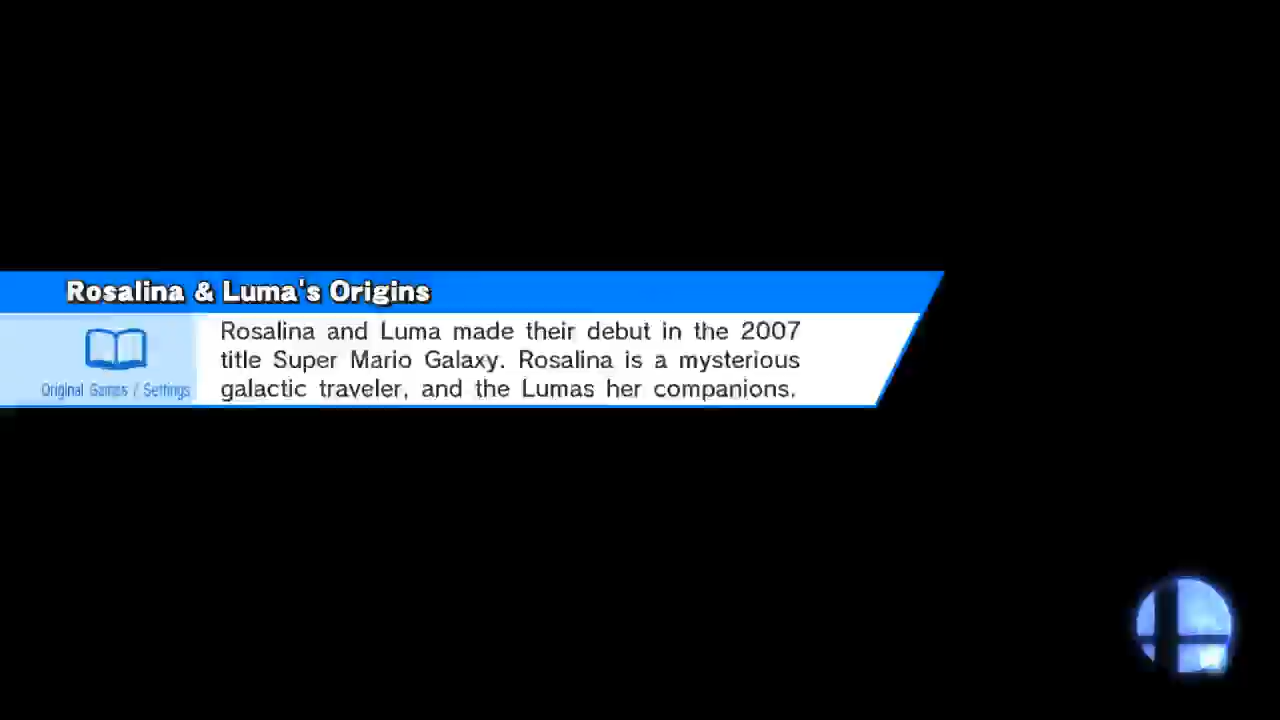 Rosalina & Luma's Origins
Rosalina and Luma made their debut in the 2007
title Super Mario Galaxy. Rosalina is a mysterious
galactic traveler, and the Lumas her companions.
Original Games / Settings